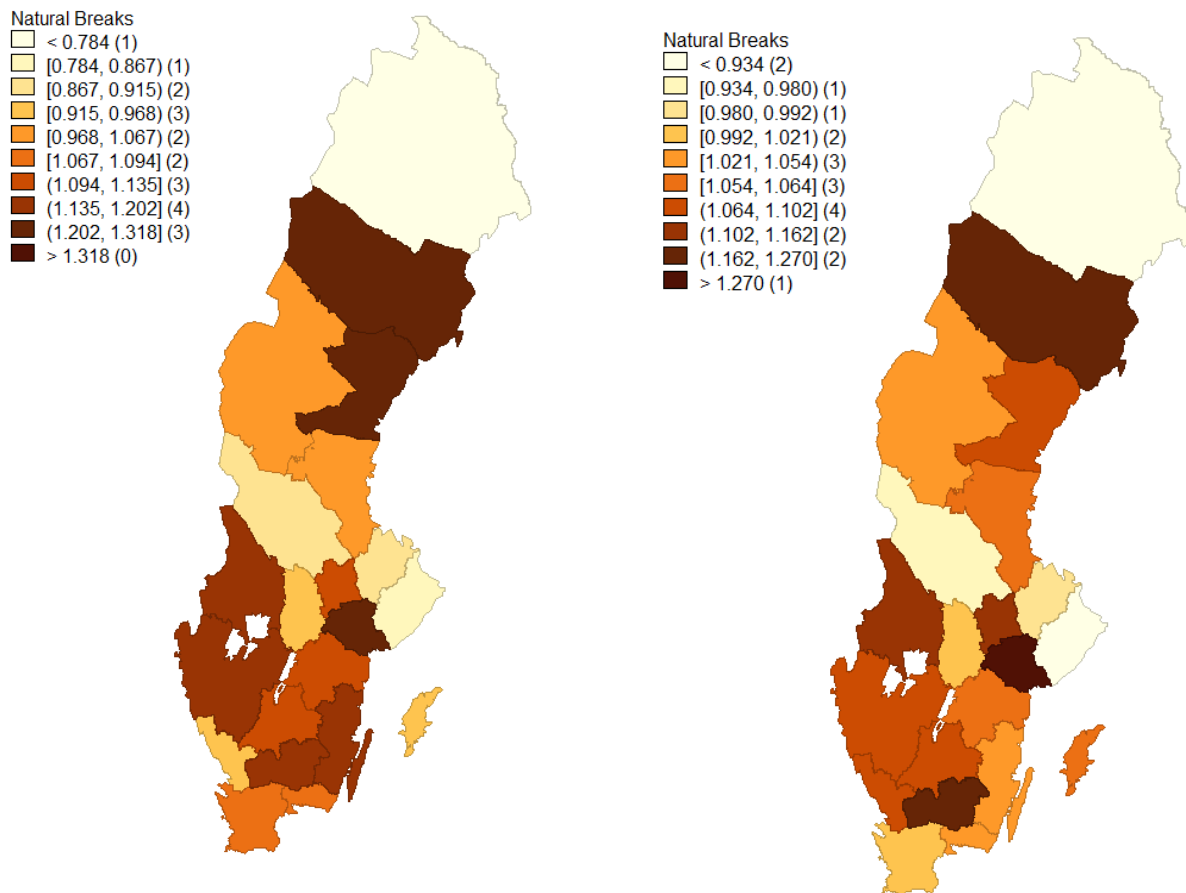 Natural Breaks
< 0.784 (1)
[0.784, 0.867) (1)
[0.867, 0.915) (2)
[0.915, 0.968) (3)
[0.968, 1.067) (2)
[1.067, 1.094] (2)
(1.094, 1.135] (3)
(1.135, 1.202] (4)
(1.202, 1.318] (3)
> 1.318 (0)
Natural Breaks
< 0.934 (2)
[0.934, 0.980) (1)
[0.980, 0.992) (1)
[0.992, 1.021) (2)
[1.021, 1.054) (3)
[1.054, 1.064] (3)
(1.064, 1.102] (4)
(1.102, 1.162] (2)
(1.162, 1.270] (2)
> 1.270 (1)